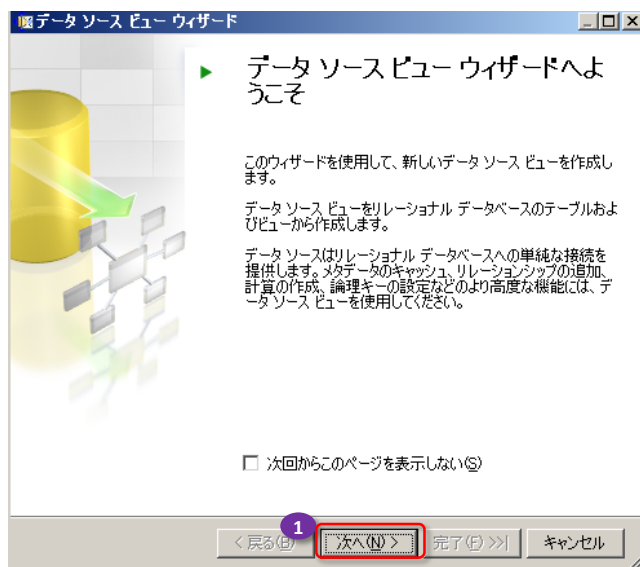 データ ソース ビュー ウィザード
データ ソース ビュー ウィザードへよ
うこそ
このウィザードを使用して、新しいデータ ソース ビューを作成し
ます。
データ ソース ビューをリレーショナル データベースのテーブルおよ
びビューから作成します。
データ ソースはリレーショナル データベースへの単純な接続を
提供します。メタデータのキャッシュ、リレーションシップの追加、
計算の作成、論理キーの設定などのより高度な機能には、デ
ータ ソース ビューを使用してください。
次回からこのページを表示しない(S)
1
< 戻る(B) 次へ(N) > 完了(F) >>| キャンセル